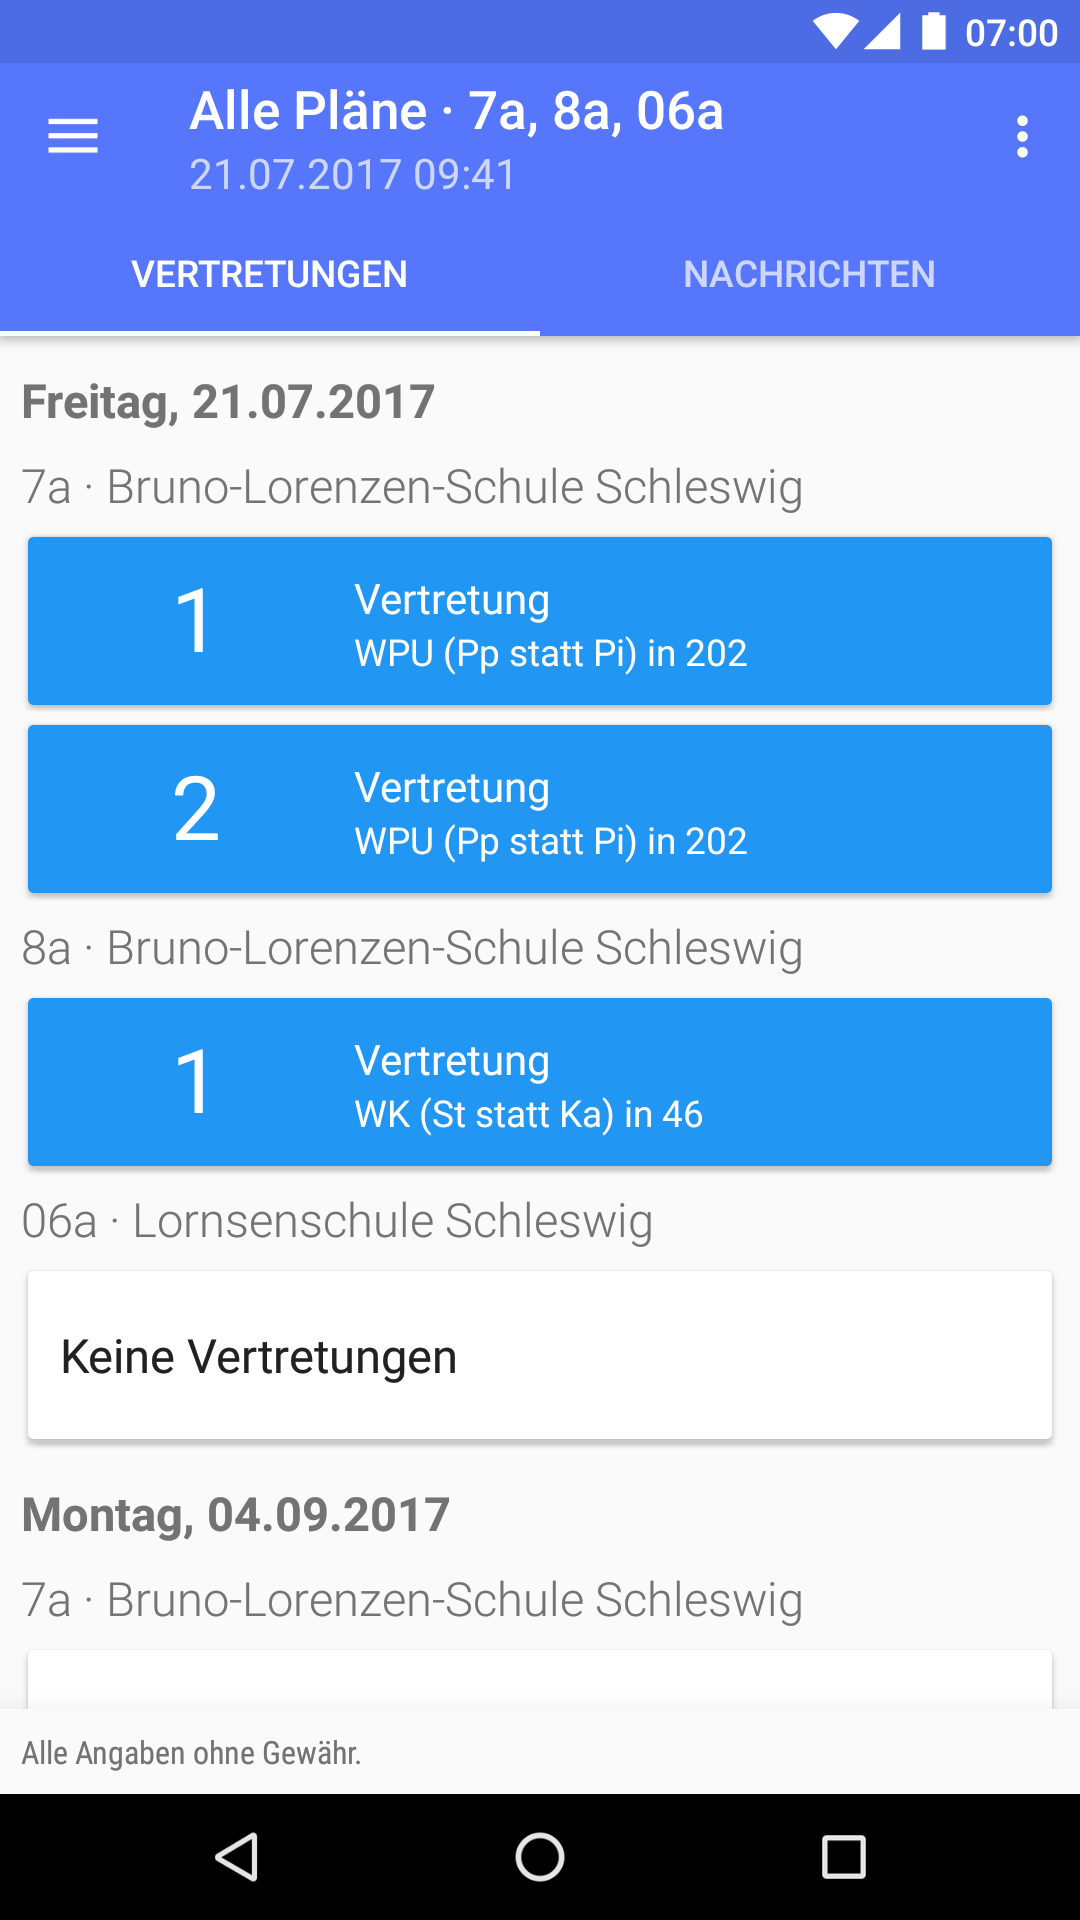 07:00
Alle Pläne · 7a, 8a, 06a
21.07.2017 09:41
VERTRETUNGEN
NACHRICHTEN
Freitag, 21.07.2017
7a · Bruno-Lorenzen-Schule Schleswig
1
Vertretung
WPU (Pp statt Pi) in 202
2
Vertretung
WPU (Pp statt Pi) in 202
8a · Bruno-Lorenzen-Schule Schleswig
1
Vertretung
WK (St statt Ka) in 46
06a · Lornsenschule Schleswig
Keine Vertretungen
Montag, 04.09.2017
7a · Bruno-Lorenzen-Schule Schleswig
Alle Angaben ohne Gewähr.